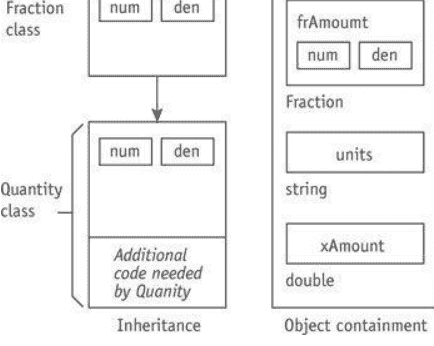 Fraction
class
num den
num den
Quantity
class
Additional
code needed
by Quanity
Inheritance
frAmoumt
num den
Fraction
units
string
xAmount
double
Object containment